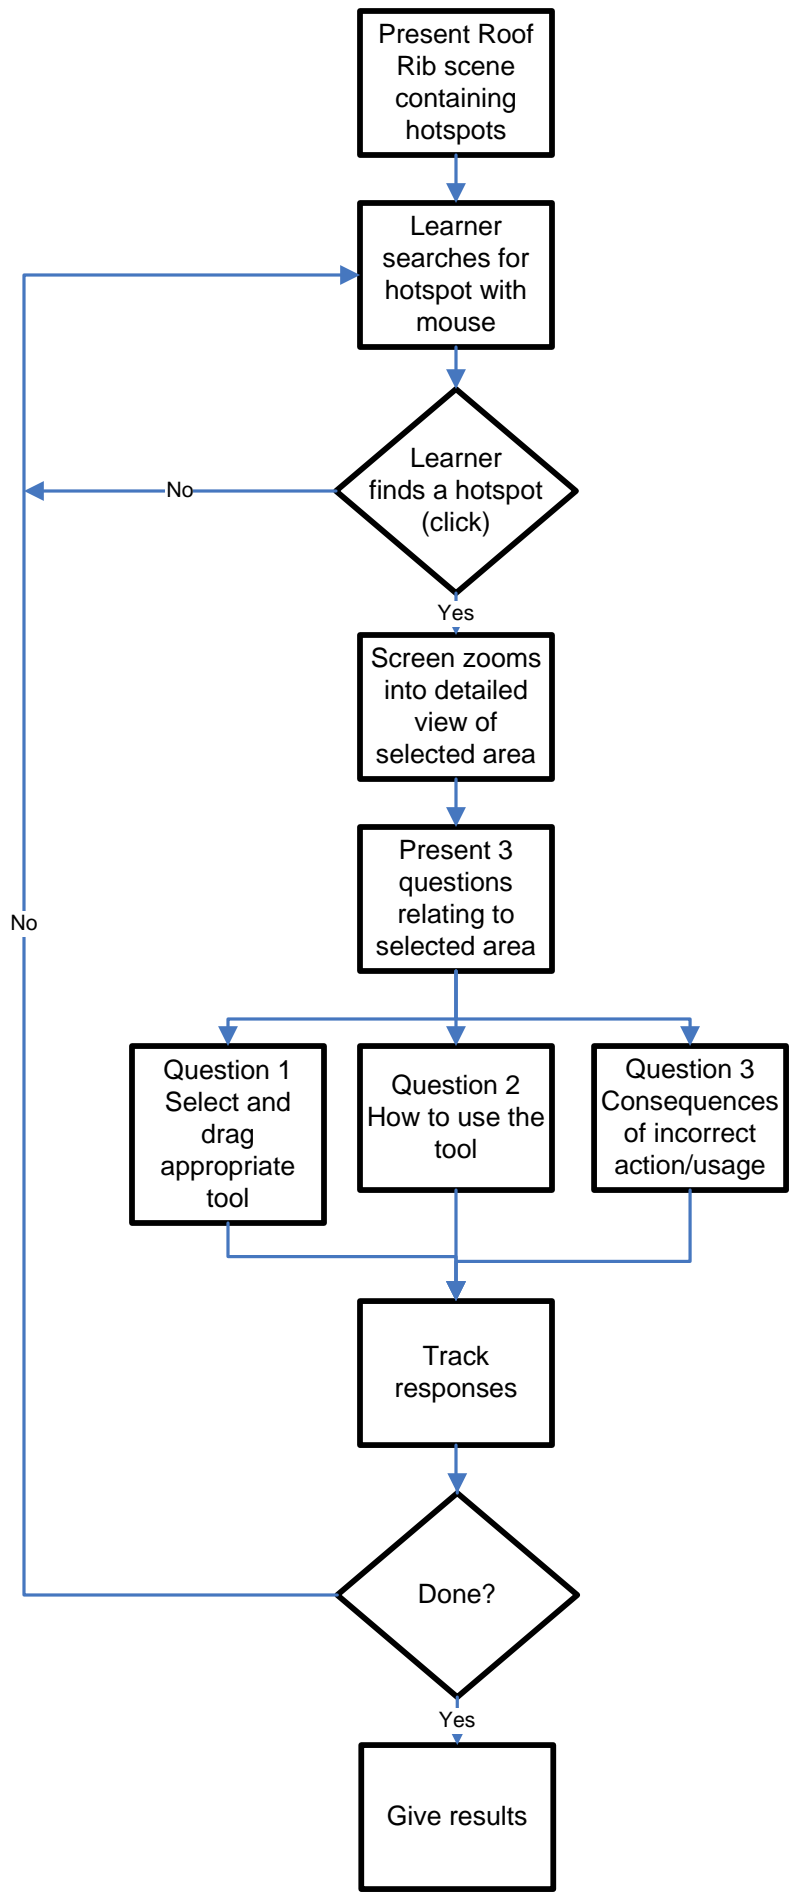 Present Roof
Rib scene
containing
hotspots
Learner
searches for
hotspot with
mouse
Learner
finds a hotspot
(click)
No
Yes
Screen zooms
into detailed
view of
selected area
Present 3
questions
relating to
selected area
No
Question 1
Select and
drag
appropriate
tool
Question 2
How to use the
tool
Question 3
Consequences
of incorrect
action/usage
Track
responses
Done?
Yes
Give results